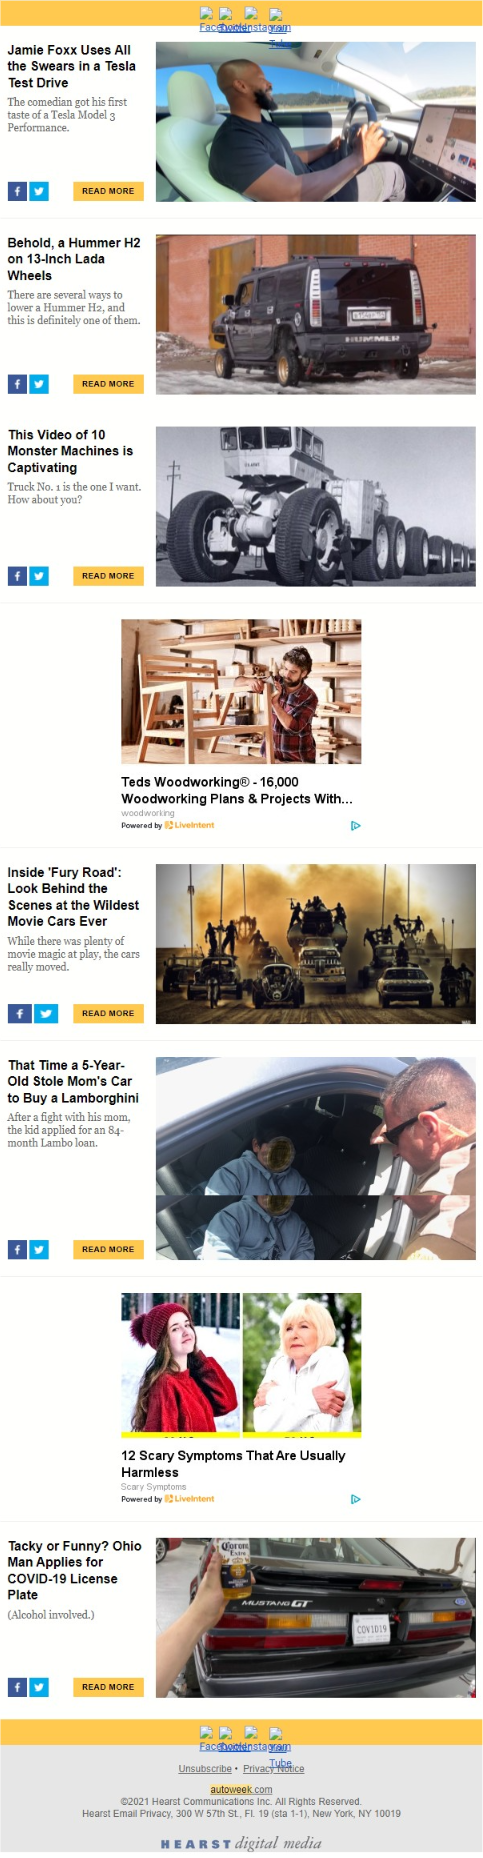 Facebook Twitter Instagram You Tube
Jamie Foxx Uses All
the Swears in a Tesla
Test Drive
The comedian got his first
taste of a Tesla Model 3
Performance.
READ MORE
Behold, a Hummer H2
on 13-Inch Lada
Wheels
There are several ways to
lower a Hummer H2, and
this is definitely one of them.
READ MORE
HUMMER
This Video of 10
Monster Machines is
Captivating
Truck No. 1 is the one I want.
How about you?
READ MORE
Teds Woodworking® - 16,000
Woodworking Plans & Projects With...
woodworking
Powered by LiveIntent
Inside 'Fury Road':
Look Behind the
Scenes at the Wildest
Movie Cars Ever
While there was plenty of
movie magic at play, the cars
really moved.
READ MORE
That Time a 5-Year-
Old Stole Mom's Car
to Buy a Lamborghini
After a fight with his mom,
the kid applied for an 84-
month Lambo loan.
READ MORE
12 Scary Symptoms That Are Usually
Harmless
Scary Symptoms
Powered by LiveIntent
Tacky or Funny? Ohio
Man Applies for
COVID-19 License
Plate
(Alcohol involved.)
READ MORE
Corona
Extra
MUSTANG GT
COV1D19
Facebook Twitter Instagram You Tube
Unsubscribe • Privacy Notice
autoweek.com
©2021 Hearst Communications Inc. All Rights Reserved.
Hearst Email Privacy, 300 W 57th St., Fl. 19 (sta 1-1), New York, NY 10019
HEARST digital media